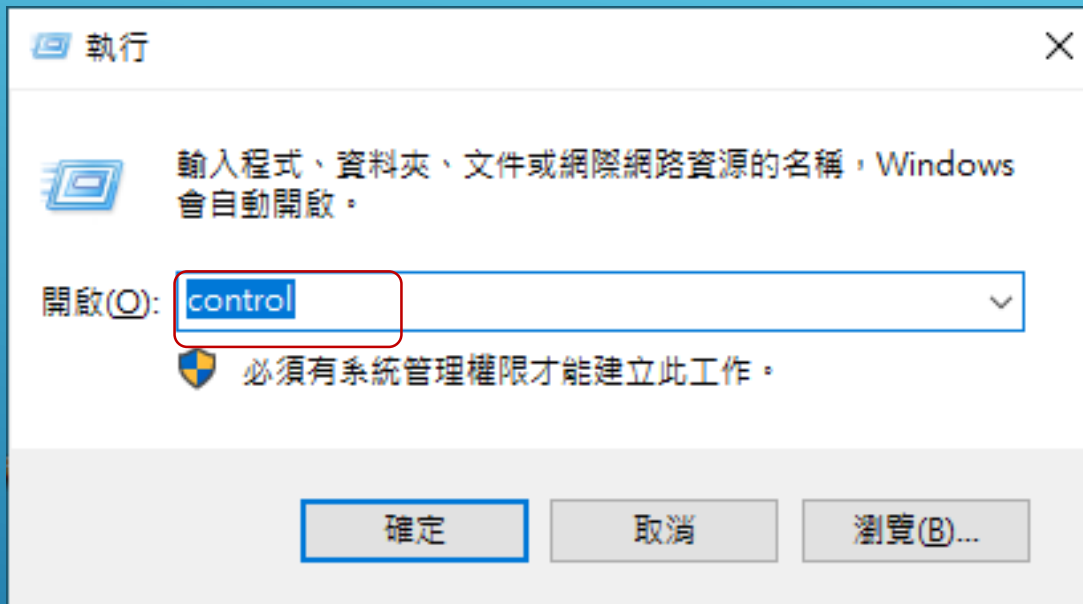 執行
輸入程式、資料夾、文件或網際網路資源的名稱，Windows
會自動開啟。
開啟(O): control
必須有系統管理權限才能建立此工作。
確定 取消 瀏覽(B)...